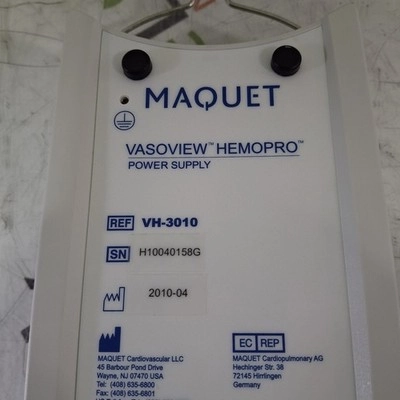 MAQUET
VASOVIEW™ HEMOPRO™
POWER SUPPLY
REF VH-3010
SN H10040158G
2010-04
EC REP
MAQUET Cardiovascular LLC
45 Barbour Pond Drive
Wayne, NJ 07470 USA
Tel: (408) 635-6800
Fax: (408) 635-6801
MAQUET Cardiopulmonary AG
Hechinger Str. 38
72145 Hirrlingen
Germany